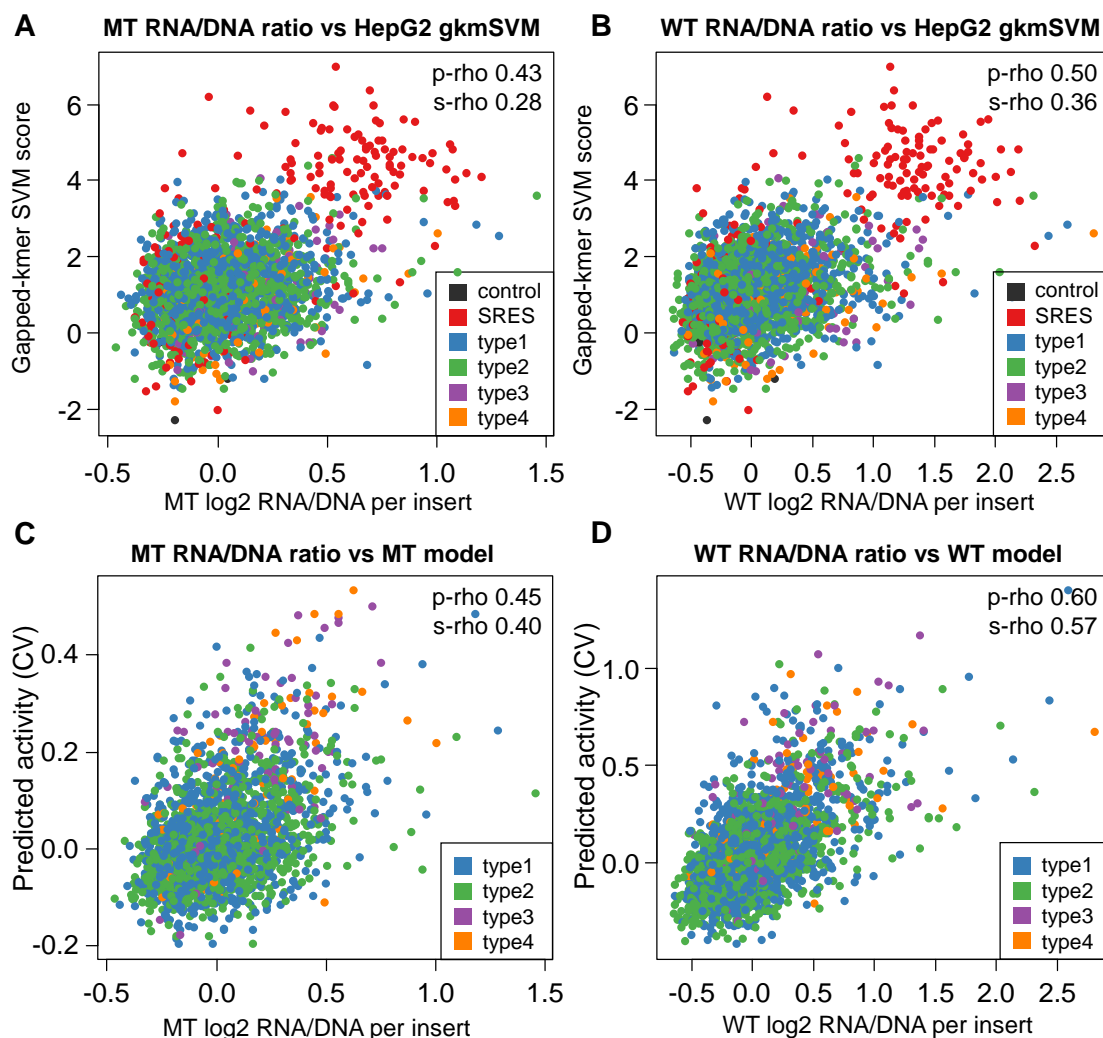 A
MT RNA/DNA ratio vs HepG2 gkmSVM
p-rho 0.43
s-rho 0.28
Gapped-kmer SVM score
6
4
2
0
-2
control
SRES
type1
type2
type3
type4
-0.5 0.0 0.5 1.0 1.5
MT log2 RNA/DNA per insert
B
WT RNA/DNA ratio vs HepG2 gkmSVM
p-rho 0.50
s-rho 0.36
Gapped-kmer SVM score
6
4
2
0
-2
control
SRES
type1
type2
type3
type4
-0.5 0 0.5 1.0 1.5 2.0 2.5
WT log2 RNA/DNA per insert
C
MT RNA/DNA ratio vs MT model
p-rho 0.45
s-rho 0.40
Predicted activity (CV)
0.4
0.2
0.0
-0.2
type1
type2
type3
type4
-0.5 0.0 0.5 1.0 1.5
MT log2 RNA/DNA per insert
D
WT RNA/DNA ratio vs WT model
p-rho 0.60
s-rho 0.57
Predicted activity (CV)
1.0
0.5
0.0
type1
type2
type3
type4
-0.5 0.0 0.5 1.0 1.5 2.0 2.5
WT log2 RNA/DNA per insert